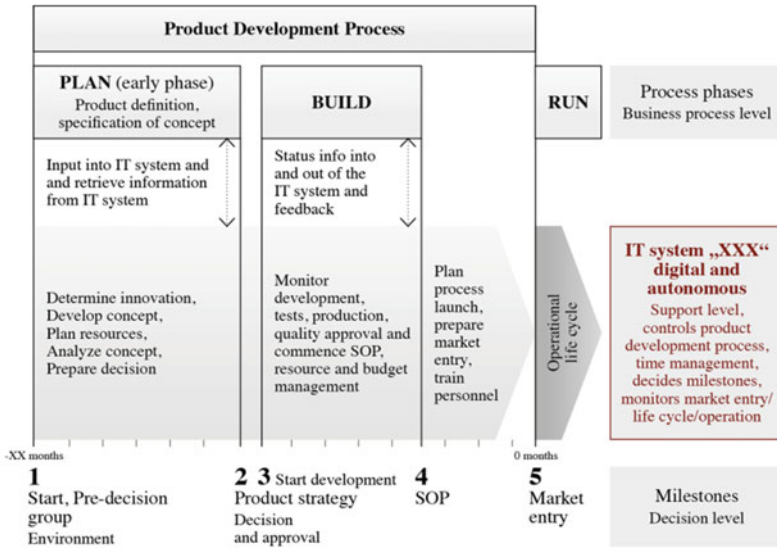 Product Development Process
PLAN (early phase)
Product definition,
specification of concept
BUILD
RUN
Process phases
Business process level
Input into IT system and
and retrieve information
from IT system
Status info into
and out of the
IT system and
feedback
Determine innovation,
Develop concept,
Plan resources,
Analyze concept,
Prepare decision
Monitor
development,
tests, production,
quality approval and
commence SOP,
resource and budget
management
Plan
process
launch,
prepare
market
entry,
train
personnel
Operational
life cycle
IT system „XXX“
digital and
autonomous
Support level,
controls product
development process,
time management,
decides milestones,
monitors market entry/
life cycle/operation
-XX months
0 months
1
Start, Pre-decision
group
Environment
2 3 Start development
Product strategy
Decision
and approval
4
SOP
5
Market
entry
Milestones
Decision level